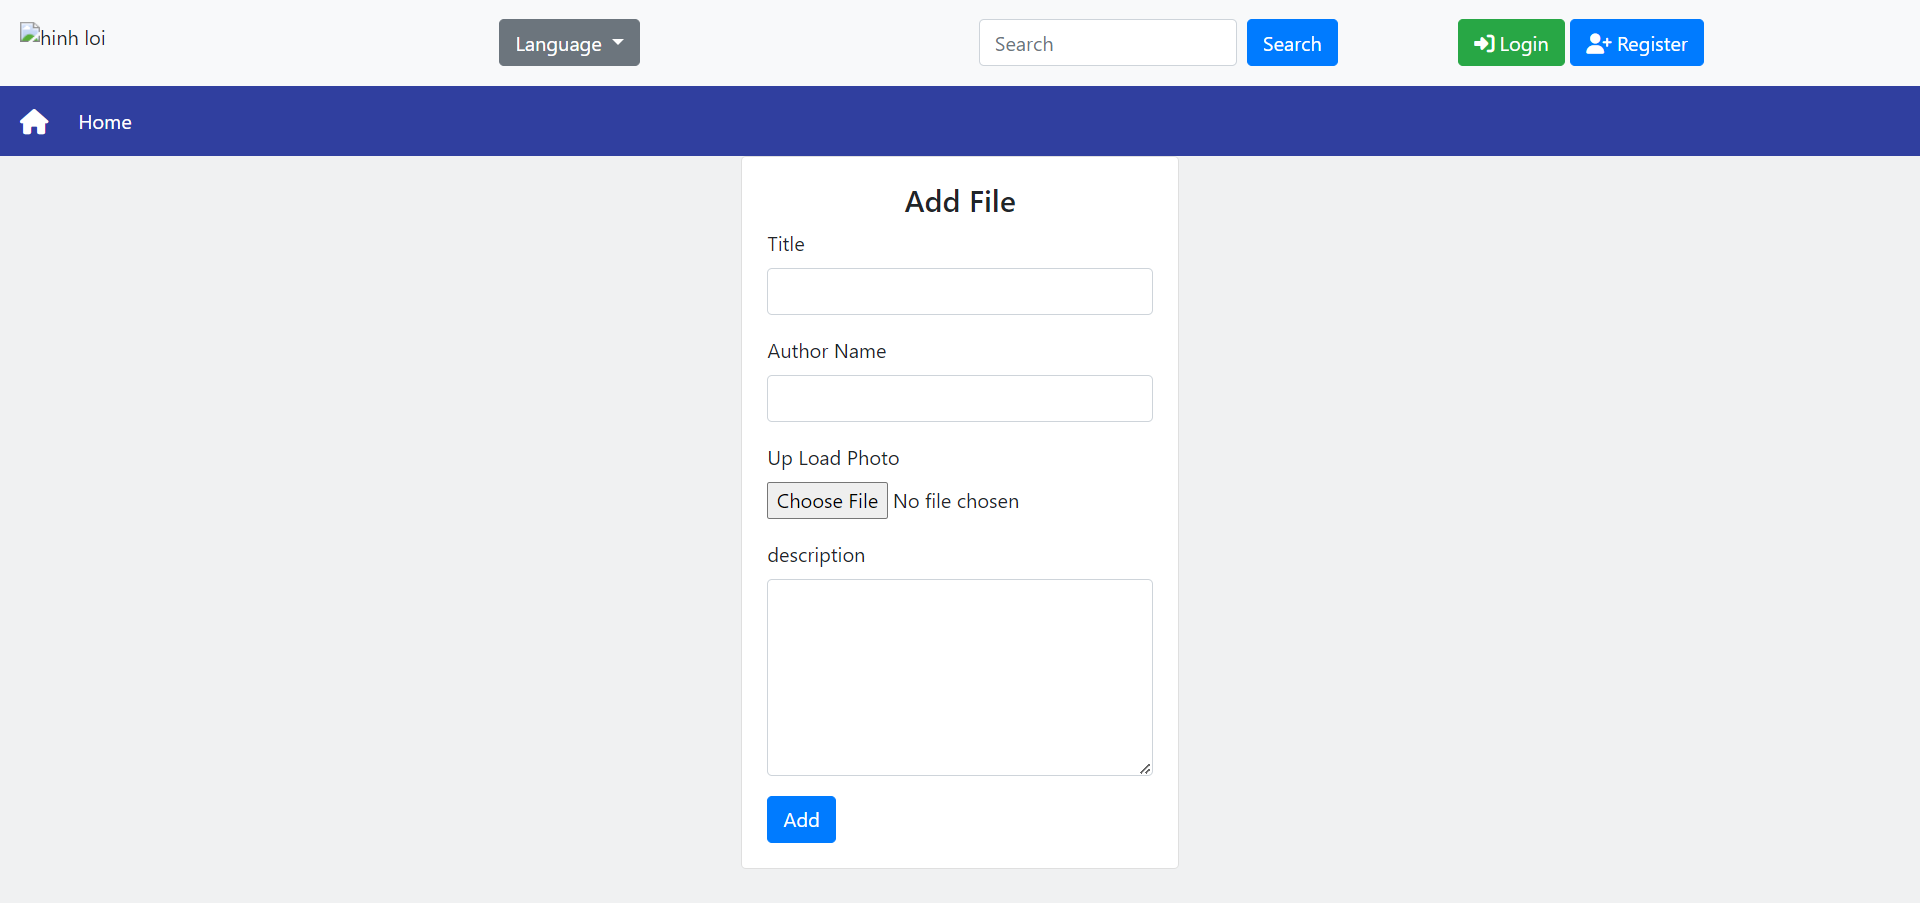 hinh loi
Language
Search
Search
Login
Register
Home
Add File
Title
Author Name
Up Load Photo
Choose File No file chosen
description
Add